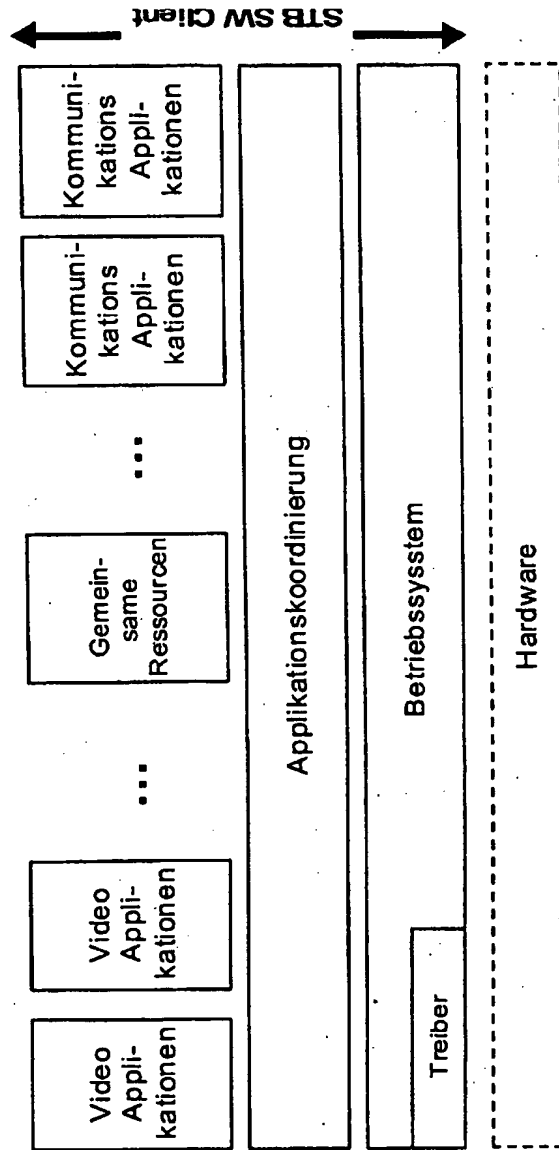 STB SW Client
Video
Appli-
kationen
Video
Appli-
kationen
...
Gemein-
same
Ressourcen
...
Kommuni-
kations
Appli-
kationen
Kommuni-
kations
Appli-
kationen
Applikationskoordinierung
Betriebssysstem
Treiber
Hardware